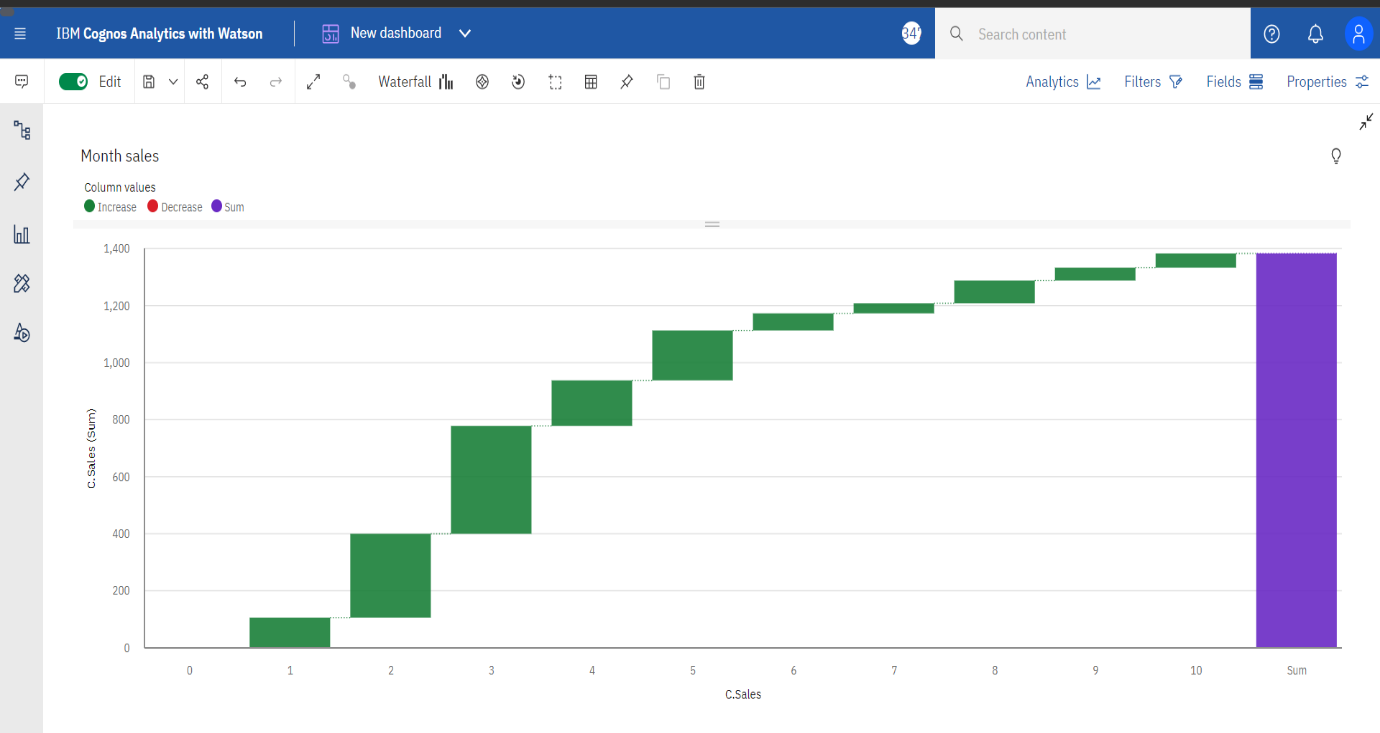 IBM Cognos Analytics with Watson
New dashboard
347
Search content
Edit
Waterfall
Analytics
Filters
Fields
Properties
Month sales
Column values
Increase
Decrease
Sum
1,400
1,200
1,000
800
600
400
200
0
C.Sales (Sum)
0 1 2 3 4 5 6 7 8 9 10 Sum
C.Sales